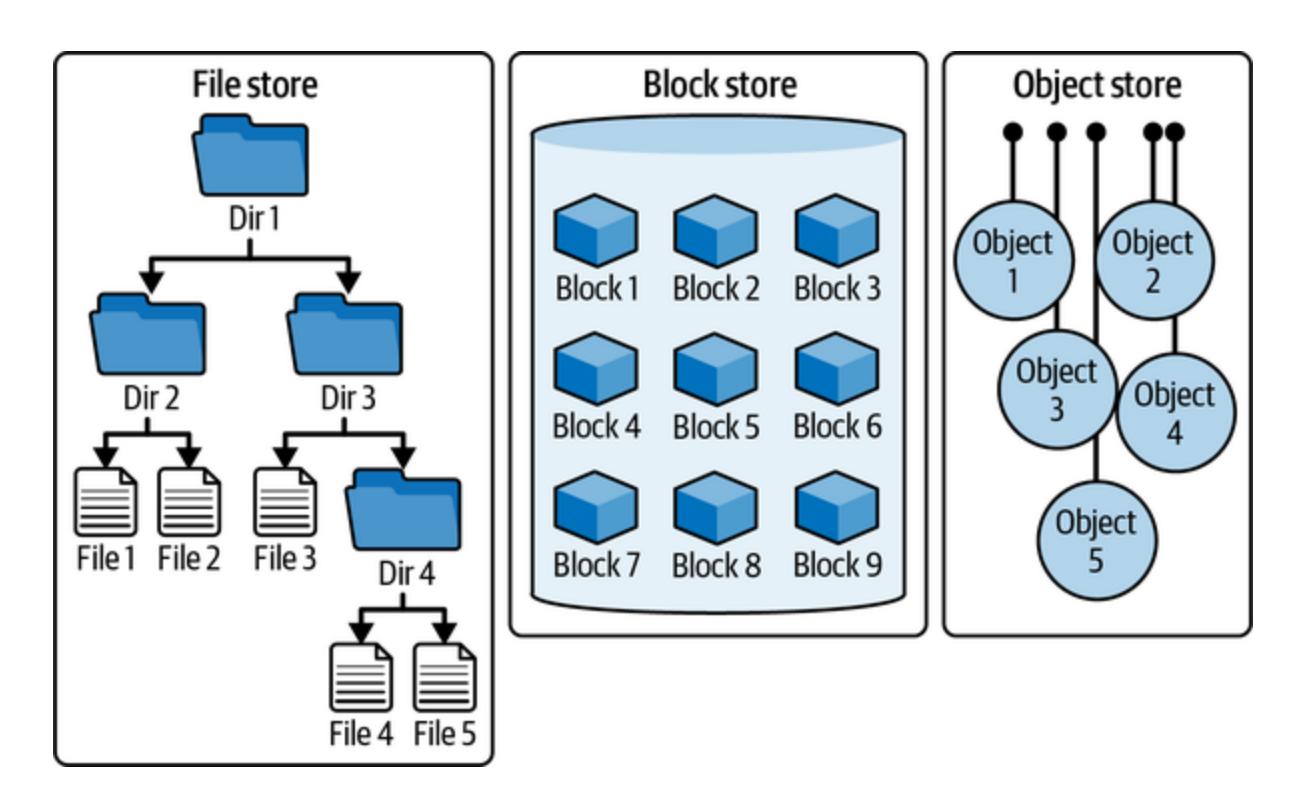 File store
Dir 1
Dir 2
Dir 3
File 1
File 2
File 3
Dir 4
File 4
File 5
Block store
Block 1
Block 2
Block 3
Block 4
Block 5
Block 6
Block 7
Block 8
Block 9
Object store
Object
1
Object
2
Object
3
Object
4
Object
5